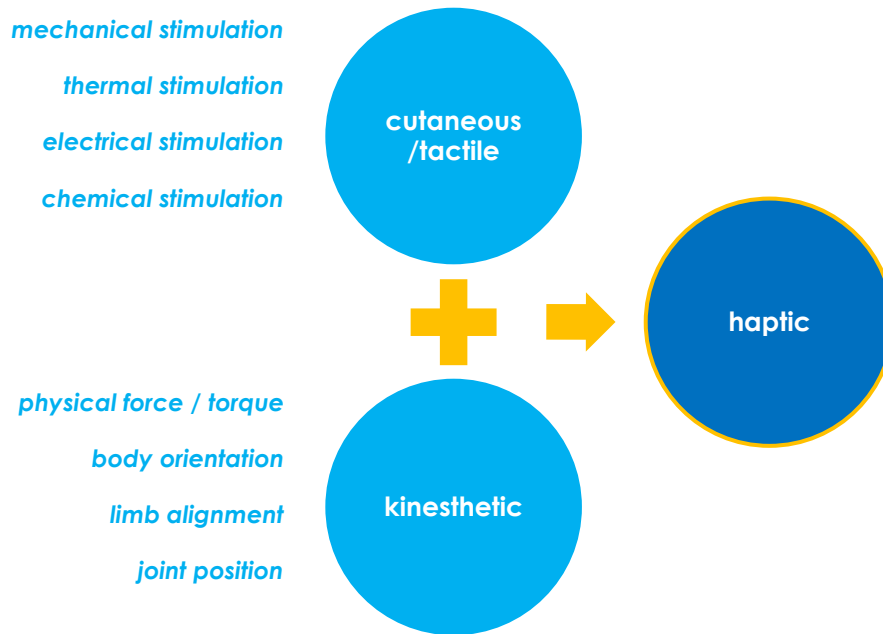 mechanical stimulation
thermal stimulation
electrical stimulation
chemical stimulation
cutaneous
/tactile
haptic
physical force / torque
body orientation
limb alignment
joint position
kinesthetic